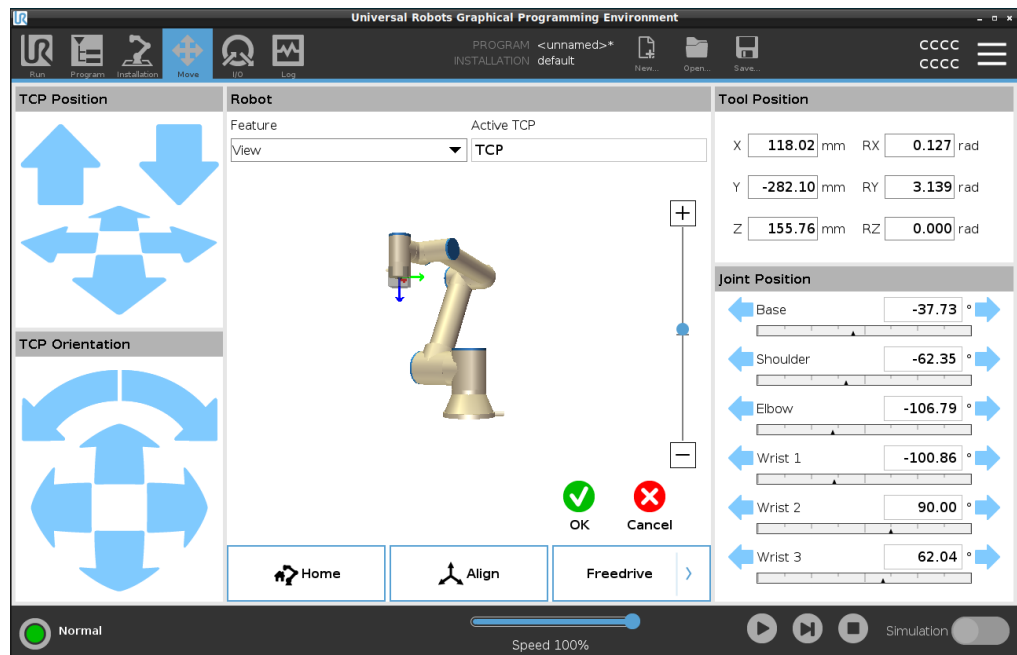 Universal Robots Graphical Programming Environment
Run
Program
Installation
Move
I/O
Log
PROGRAM <unnamed>*
INSTALLATION default
New...
Open...
Save...
CCCC
CCCC
TCP Position
TCP Orientation
Robot
Feature
Active TCP
View
TCP
OK
Cancel
Home
Align
Freedrive
Tool Position
X 118.02 mm RX 0.127 rad
Y -282.10 mm RY 3.139 rad
Z 155.76 mm RZ 0.000 rad
Joint Position
Base -37.73 °
Shoulder -62.35 °
Elbow -106.79 °
Wrist 1 -100.86 °
Wrist 2 90.00 °
Wrist 3 62.04 °
Normal
Speed 100%
Simulation